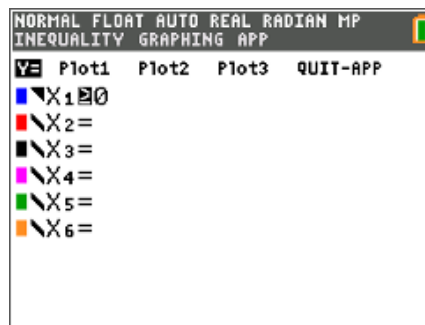 NORMAL FLOAT AUTO REAL RADIAN MP
INEQUALITY GRAPHING APP
Y= Plot1 Plot2 Plot3 QUIT-APP
X₁≥0
X₂=
X₃=
X₄=
X₅=
X₆=